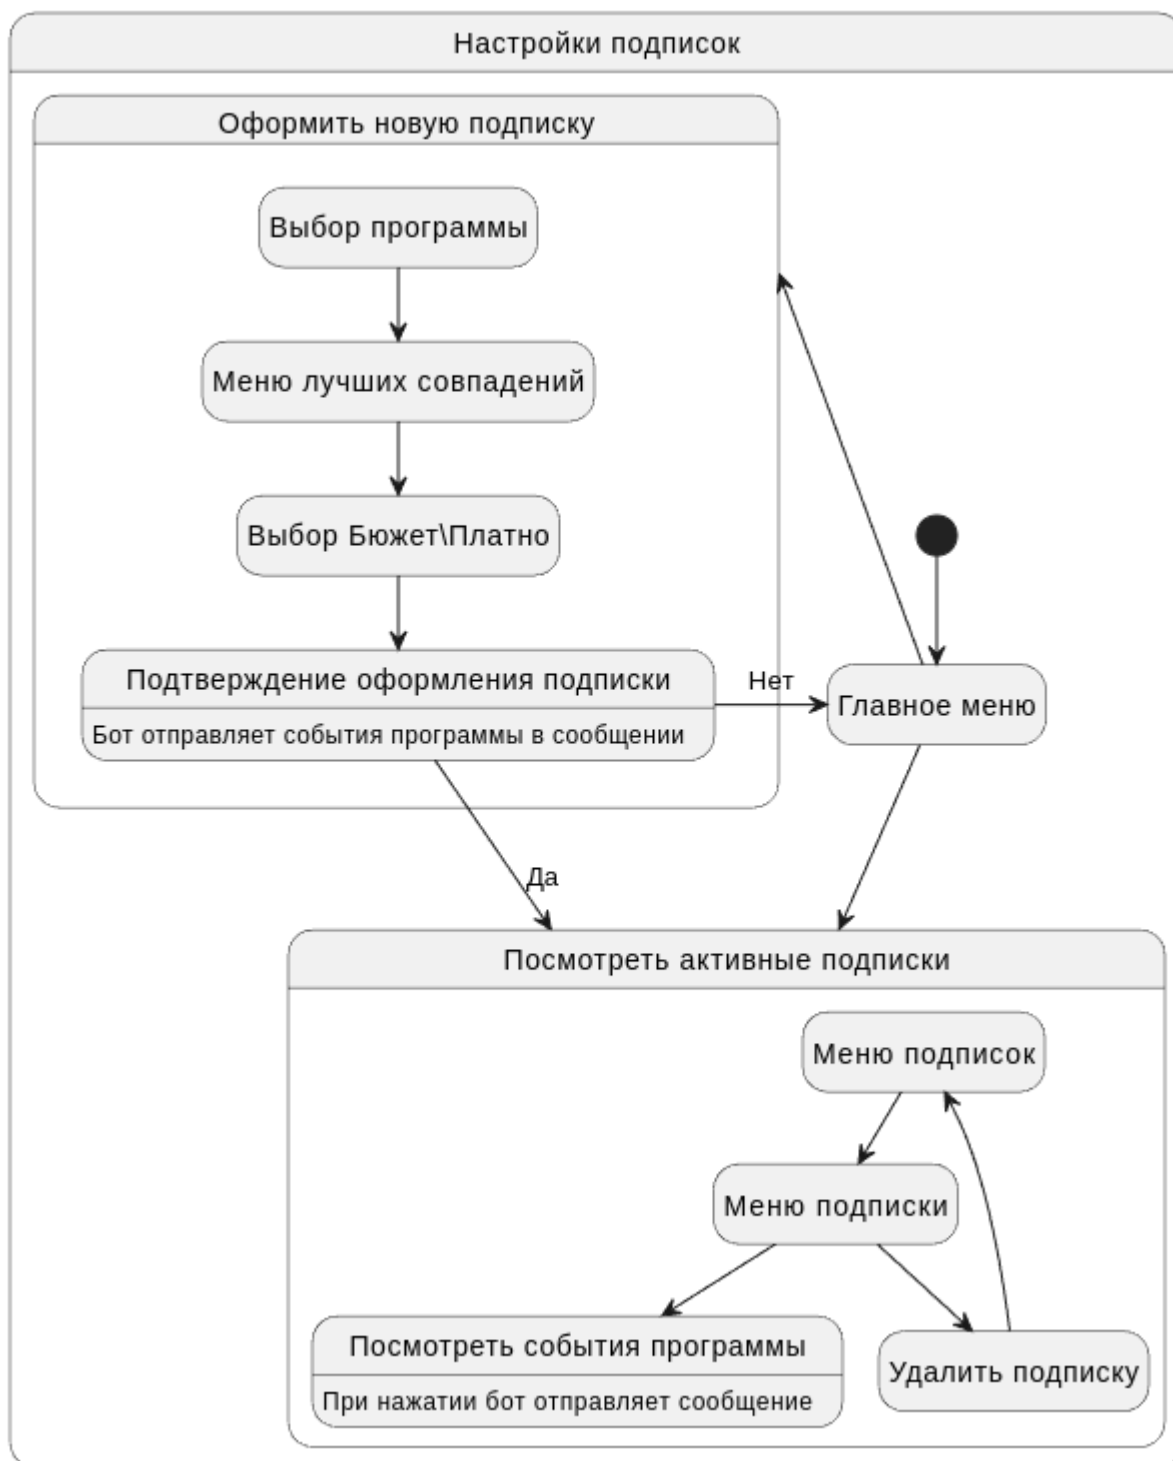 Настройки подписок
Оформить новую подписку
Выбор программы
Меню лучших совпадений
Выбор Бюжет\Платно
Подтверждение оформления подписки
Бот отправляет события программы в сообщении
Нет
Главное меню
Да
Посмотреть активные подписки
Меню подписок
Меню подписки
Посмотреть события программы
При нажатии бот отправляет сообщение
Удалить подписку